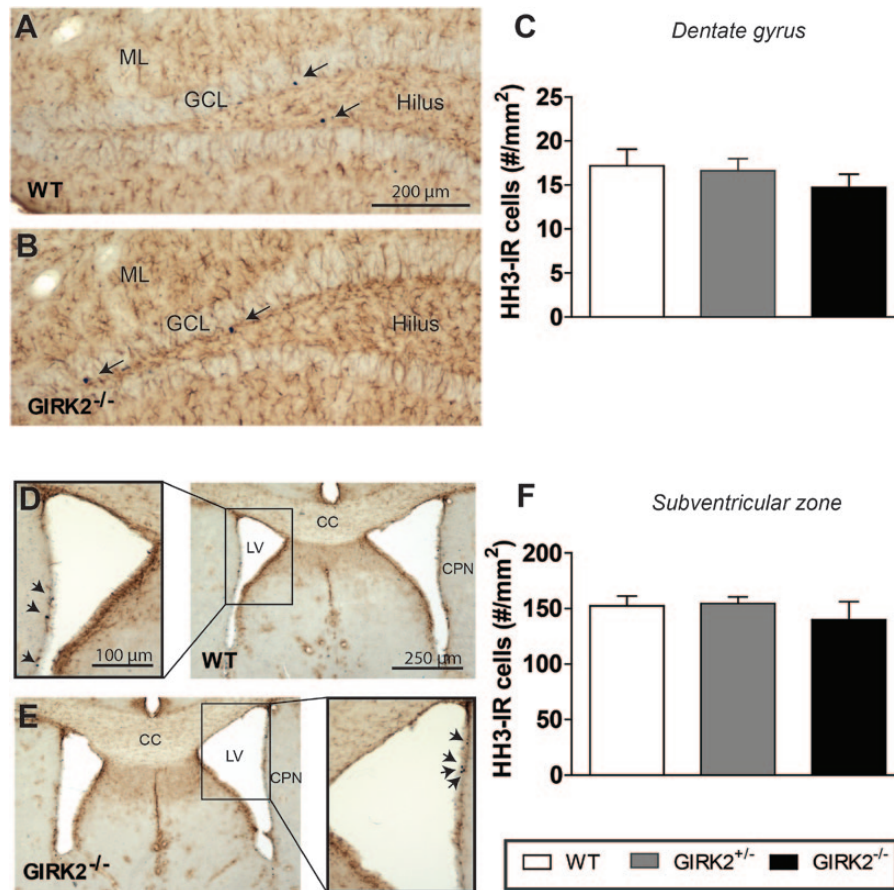 A
ML
GCL
Hilus
WT
200 µm
B
ML
GCL
Hilus
GIRK2-/-
C
Dentate gyrus
HH3-IR cells (#/mm2)
25
20
15
10
5
0
D
100 µm
CC
LV
CPN
WT
250 µm
E
CC
LV
CPN
GIRK2-/-
F
Subventricular zone
HH3-IR cells (#/mm2)
200
150
100
50
0
WT GIRK2+/- GIRK2-/-